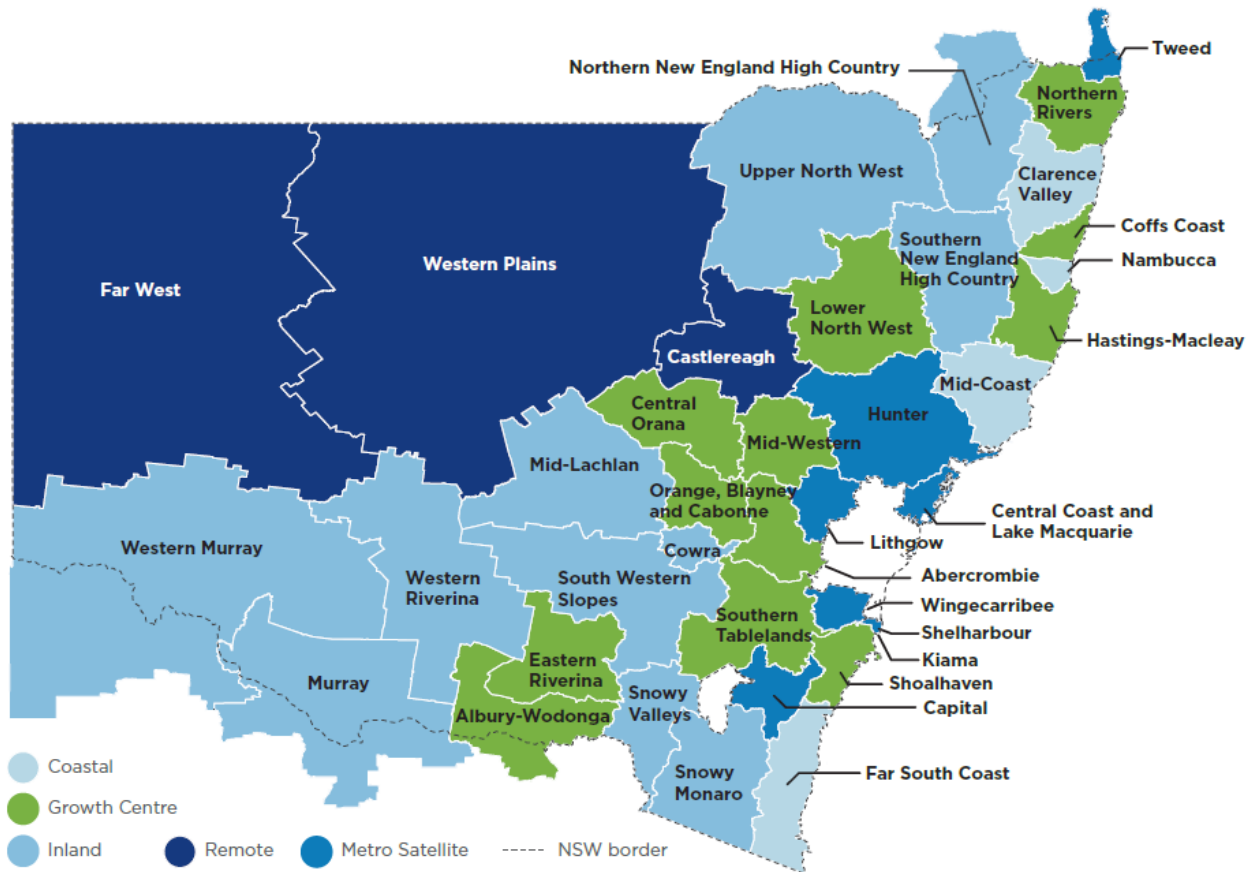 Tweed
Northern New England High Country
Northern
Rivers
Upper North West
Clarence
Valley
Coffs Coast
Southern
New England
High Country
Nambucca
Western Plains
Far West
Lower
North West
Hastings-Macleay
Castlereagh
Mid-Coast
Central
Orana
Hunter
Mid-Western
Mid-Lachlan
Orange, Blayney
and Cabonne
Central Coast and
Lake Macquarie
Lithgow
Western Murray
Cowra
Abercrombie
Western
Riverina
South Western
Slopes
Wingecarribee
Southern
Tablelands
Shelharbour
Kiama
Eastern
Riverina
Murray
Shoalhaven
Snowy
Valleys
Capital
Albury-Wodonga
Coastal
Far South Coast
Snowy
Monaro
Growth Centre
Inland
Remote
Metro Satellite
NSW border